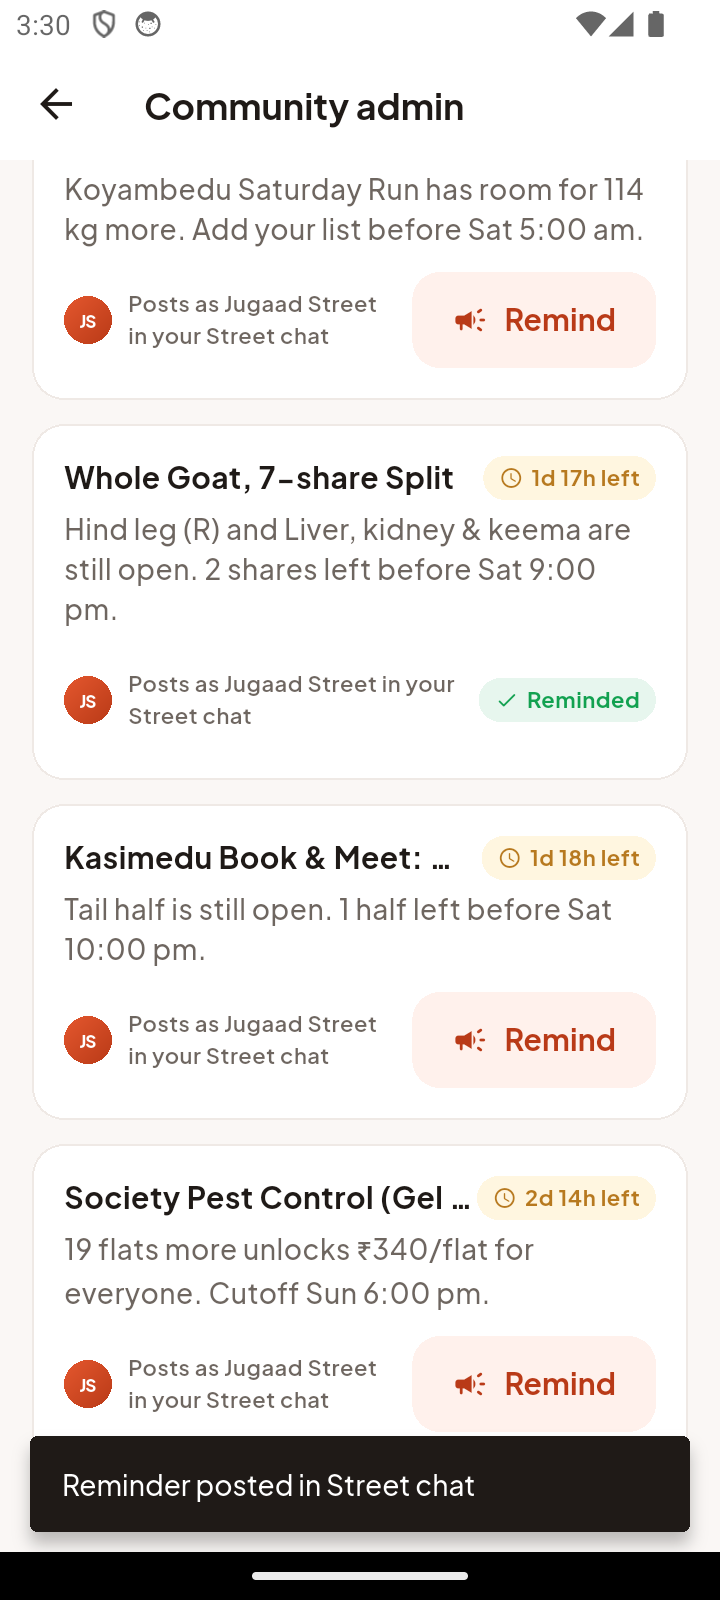 3:30
Community admin
Koyambedu Saturday Run has room for 114
kg more. Add your list before Sat 5:00 am.
JS
Posts as Jugaad Street
in your Street chat
Remind
Whole Goat, 7-share Split
1d 17h left
Hind leg (R) and Liver, kidney & keema are
still open. 2 shares left before Sat 9:00
pm.
JS
Posts as Jugaad Street in your
Street chat
Reminded
Kasimedu Book & Meet: …
1d 18h left
Tail half is still open. 1 half left before Sat
10:00 pm.
JS
Posts as Jugaad Street
in your Street chat
Remind
Society Pest Control (Gel …
2d 14h left
19 flats more unlocks ₹340/flat for
everyone. Cutoff Sun 6:00 pm.
JS
Posts as Jugaad Street
in your Street chat
Remind
Reminder posted in Street chat